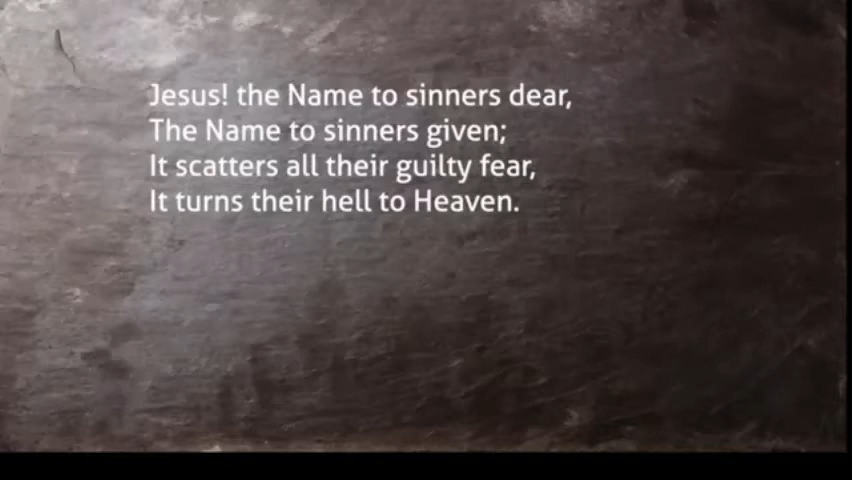 Jesus! the Name to sinners dear,
The Name to sinners given;
It scatters all their guilty fear,
It turns their hell to Heaven.